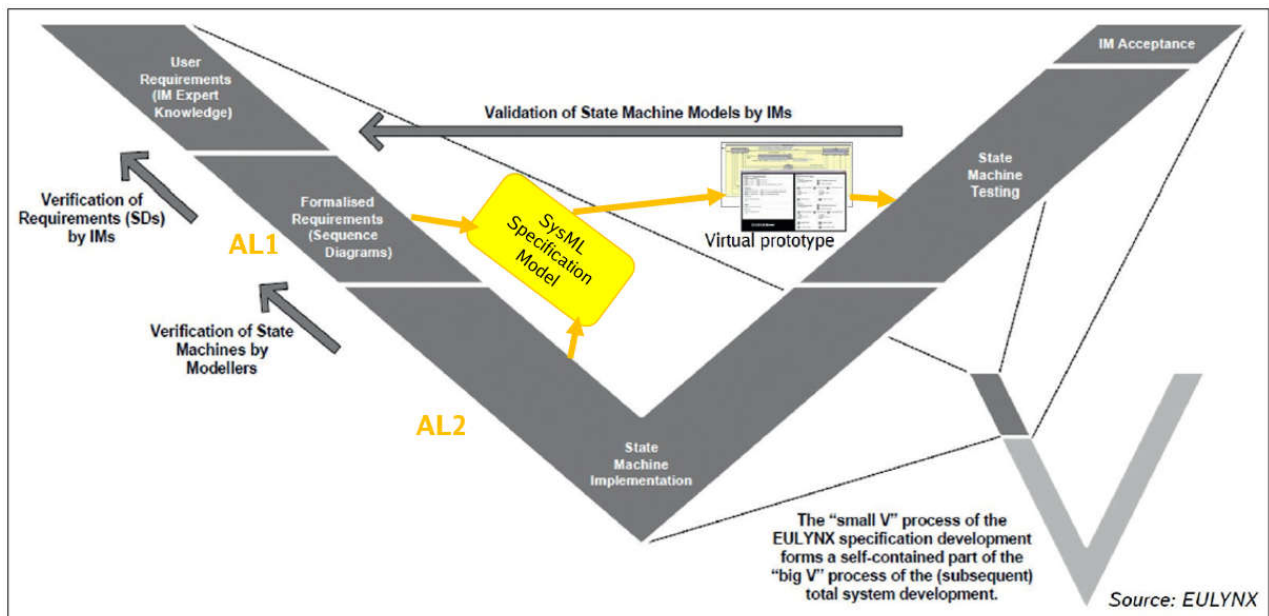 User
Requirements
(IM Expert
Knowledge)
IM Acceptance
Validation of State Machine Models by IMs
State
Machine
Testing
Verification of
Requirements (SDs)
by IMs
Formalised
Requirements
(Sequence
Diagrams)
AL1
SysML
Specification
Model
Virtual prototype
Verification of State
Machines by
Modellers
AL2
State
Machine
Implementation
The “small V” process of the
EULYNX specification development
forms a self-contained part of the
“big V” process of the (subsequent)
total system development.
Source: EULYNX